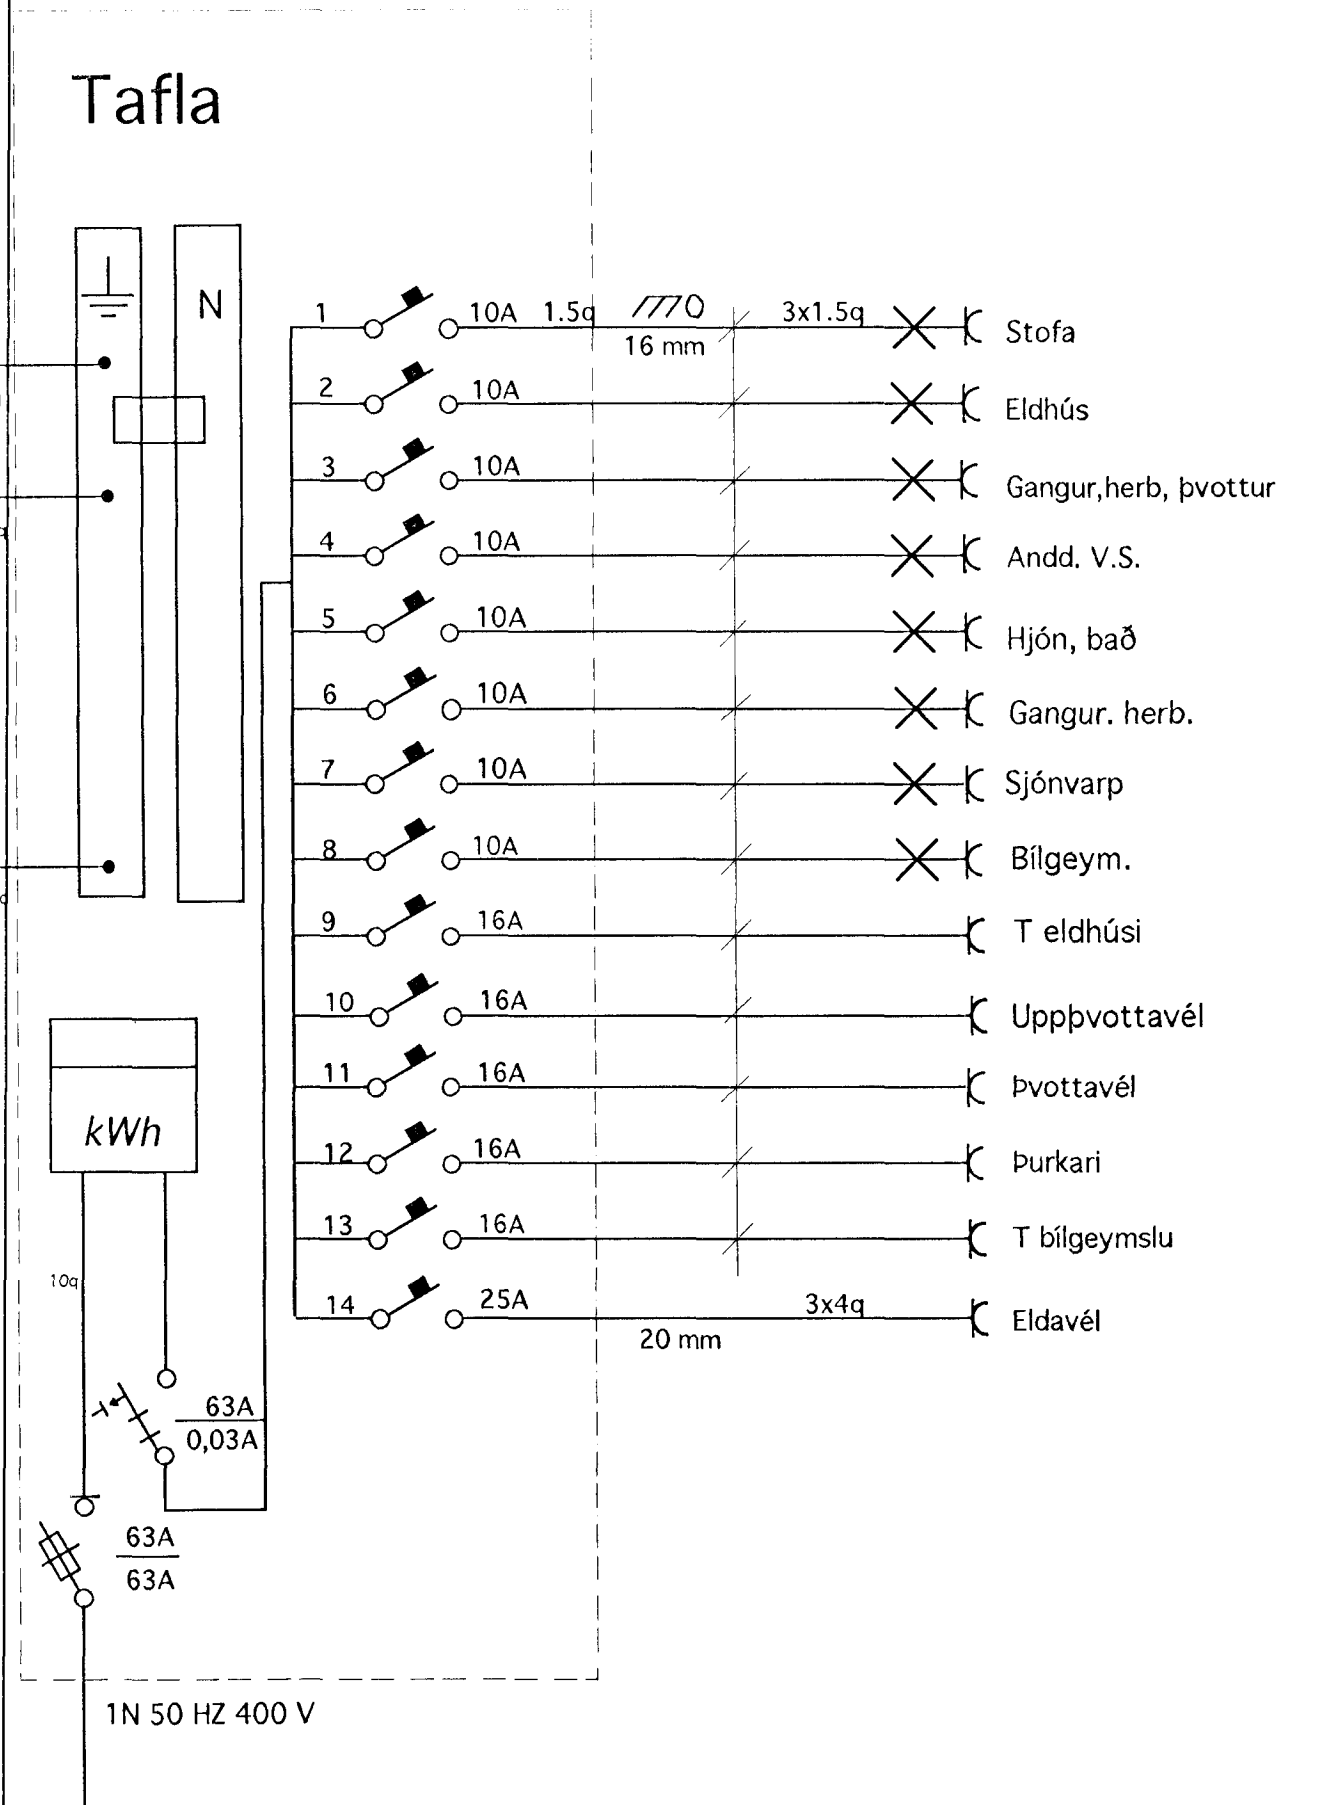 Tafla
N
1 10A 1.5q 3x1.5q Stofa
16 mm
2 10A Eldhús
3 10A Gangur,herb, þvottur
4 10A Andd. V.S.
5 10A Hjón, bað
6 10A Gangur. herb.
7 10A Sjónvarp
8 10A Bílgeym.
9 16A T eldhúsi
10 16A Uppþvottavél
11 16A Þvottavél
12 16A Þurkari
13 16A T bílgeymslu
14 25A 3x4q Eldavél
20 mm
kWh
10q
63A
0,03A
63A
63A
1N 50 HZ 400 V